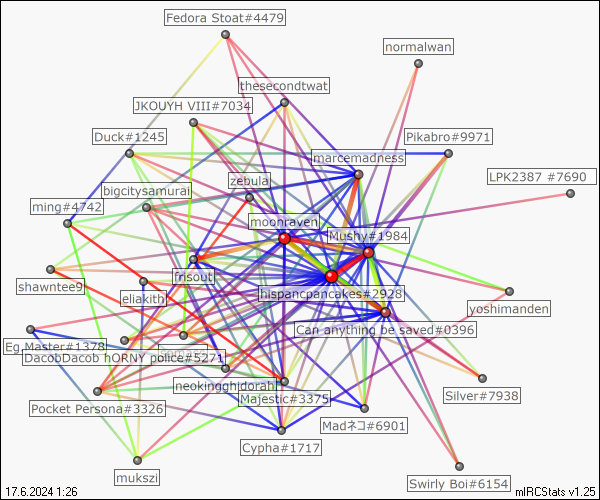 Fedora Stoat#4479
normalwan
thesecondtwat
JKOUYH VIII#7034
Duck#1245
Pikabro#9971
marcemadness
LPK2387 #7690
zebula
bigcitysamurai
ming#4742
moonraven
Mushy#1984
frisout
shawntee9
eliakithl
hispancpancakes#2928
yoshimanden
Can anything be saved#0396
Eg Master#1378
DacobDacob hORNY police#5271
neokingghidorah
Majestic#3375
Silver#7938
Pocket Persona#3326
Madネコ#6901
Cypha#1717
mukszi
Swirly Boi#6154
17.6.2024 1:26
mIRCStats v1.25